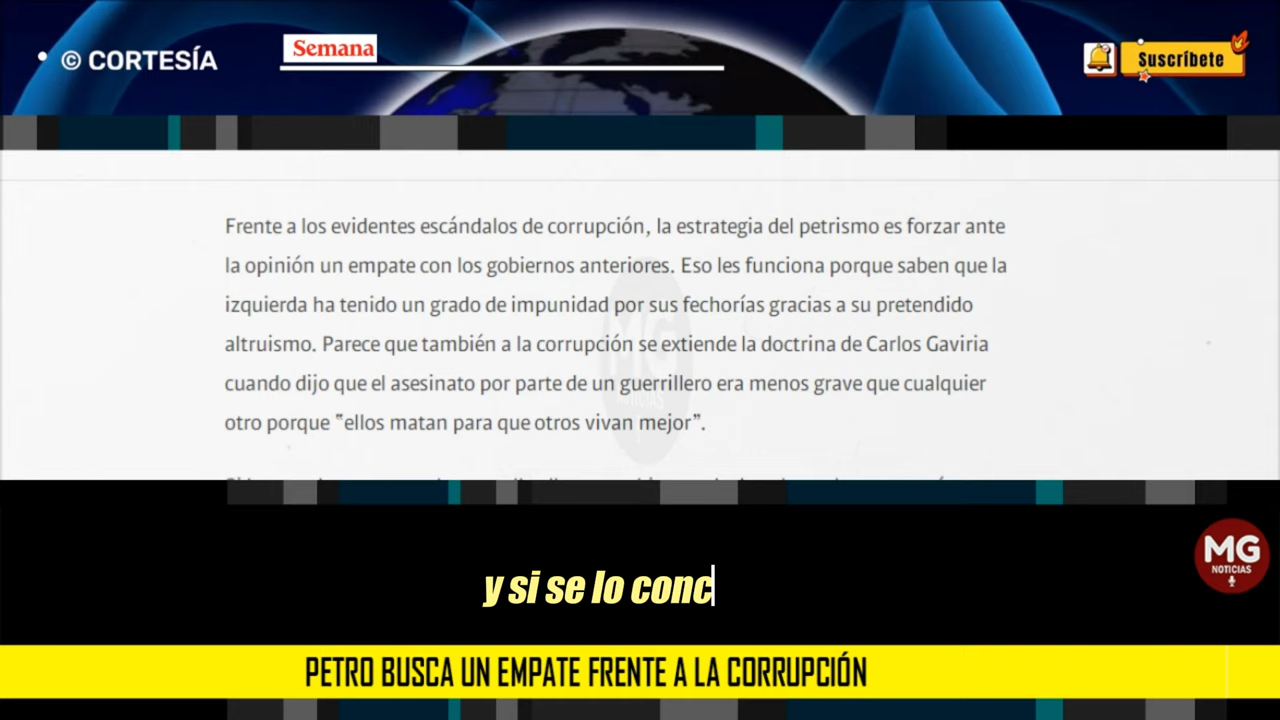 © CORTESÍA
Semana
Suscríbete
Frente a los evidentes escándalos de corrupción, la estrategia del petrismo es forzar ante
la opinión un empate con los gobiernos anteriores. Eso les funciona porque saben que la
izquierda ha tenido un grado de impunidad por sus fechorías gracias a su pretendido
altruismo. Parece que también a la corrupción se extiende la doctrina de Carlos Gaviria
cuando dijo que el asesinato por parte de un guerrillero era menos grave que cualquier
otro porque “ellos matan para que otros vivan mejor”.
MG
NOTICIAS
y si se lo conc
MG
NOTICIAS
PETRO BUSCA UN EMPATE FRENTE A LA CORRUPCIÓN